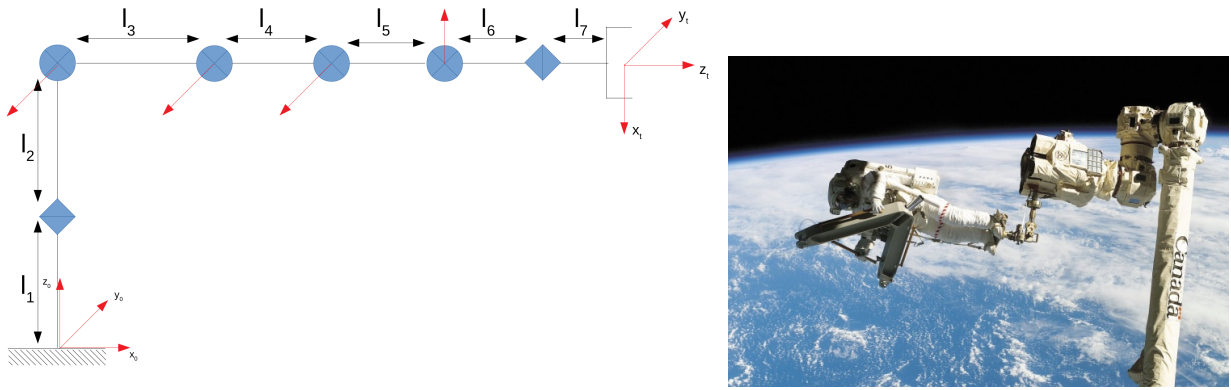 l₃ l₄ l₅ l₆ l₇ yₜ
zₜ
xₜ
l₂
l₁ z₀ y₀
x₀
Canada